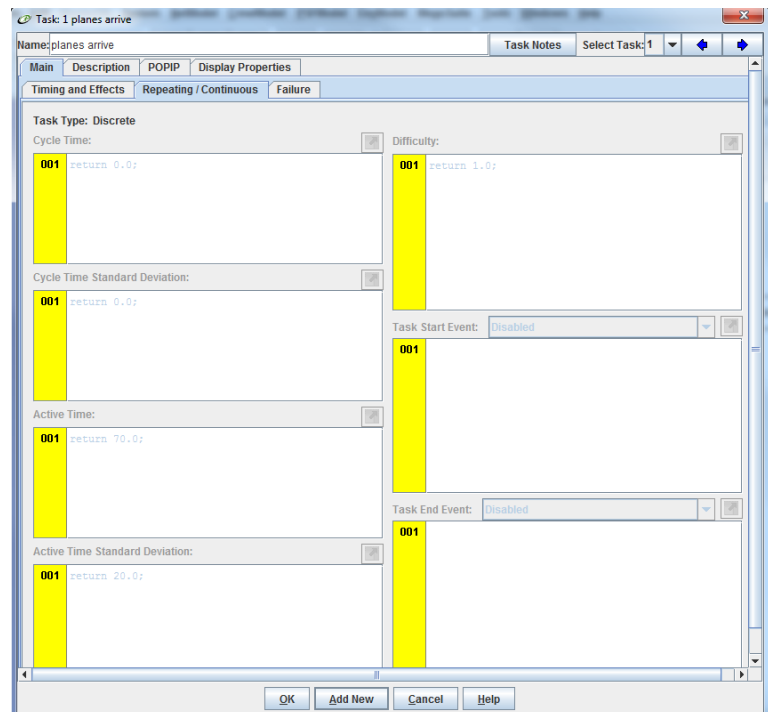 Task: 1 planes arrive
Name: planes arrive Task Notes Select Task: 1
Main Description POPIP Display Properties
Timing and Effects Repeating / Continuous Failure
Task Type: Discrete
Cycle Time:
001 return 0.0;
Cycle Time Standard Deviation:
001 return 0.0;
Active Time:
001 return 70.0;
Active Time Standard Deviation:
001 return 20.0;
Difficulty:
001 return 1.0;
Task Start Event: Disabled
001
Task End Event: Disabled
001
OK Add New Cancel Help